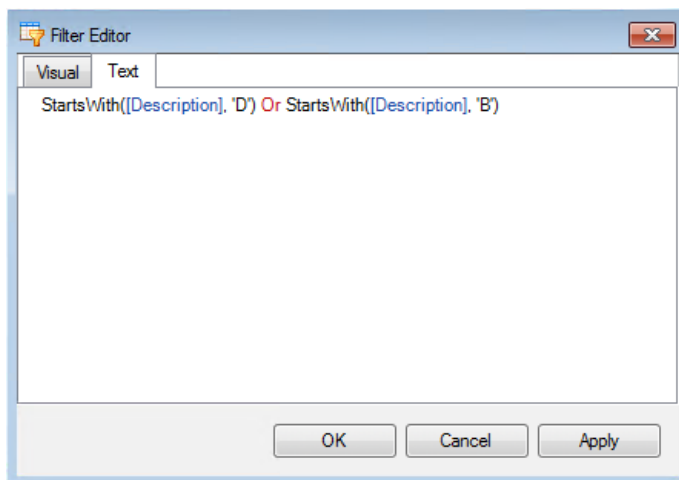 Filter Editor
Visual Text
StartsWith([Description], 'D') Or StartsWith([Description], 'B')
OK Cancel Apply